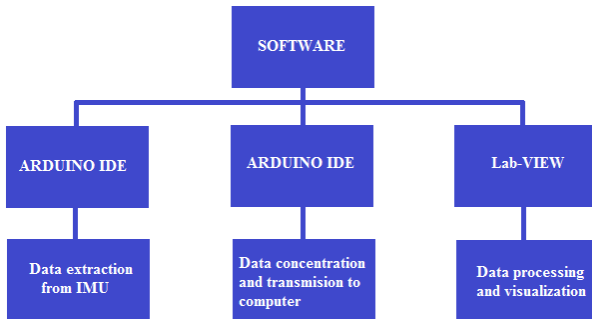 SOFTWARE
ARDUINO IDE
ARDUINO IDE
Lab-VIEW
Data extraction
from IMU
Data concentration
and transmision to
computer
Data processing
and visualization